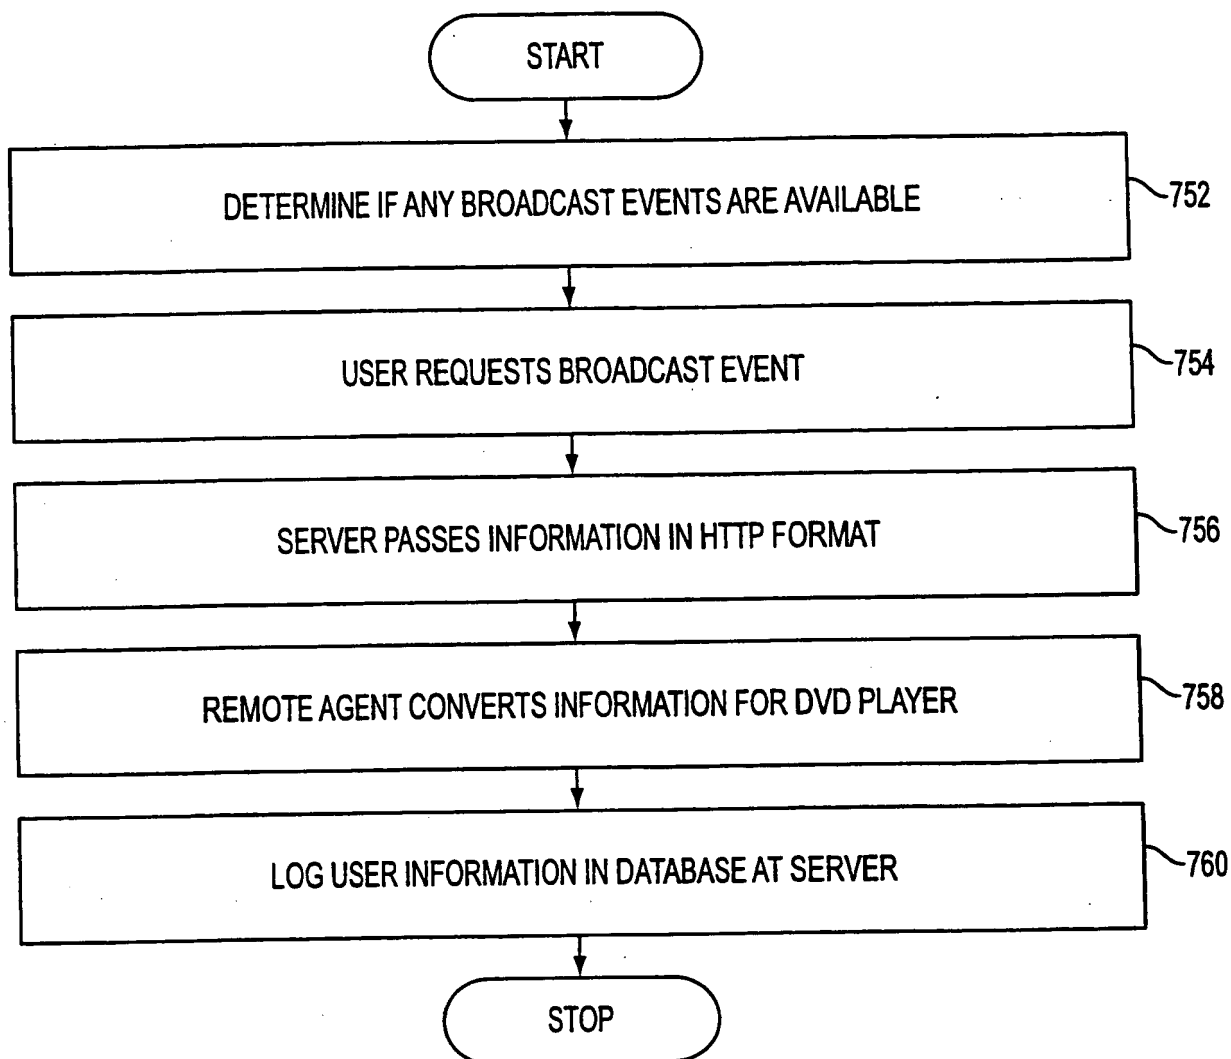 START
DETERMINE IF ANY BROADCAST EVENTS ARE AVAILABLE
752
USER REQUESTS BROADCAST EVENT
754
SERVER PASSES INFORMATION IN HTTP FORMAT
756
REMOTE AGENT CONVERTS INFORMATION FOR DVD PLAYER
758
LOG USER INFORMATION IN DATABASE AT SERVER
760
STOP